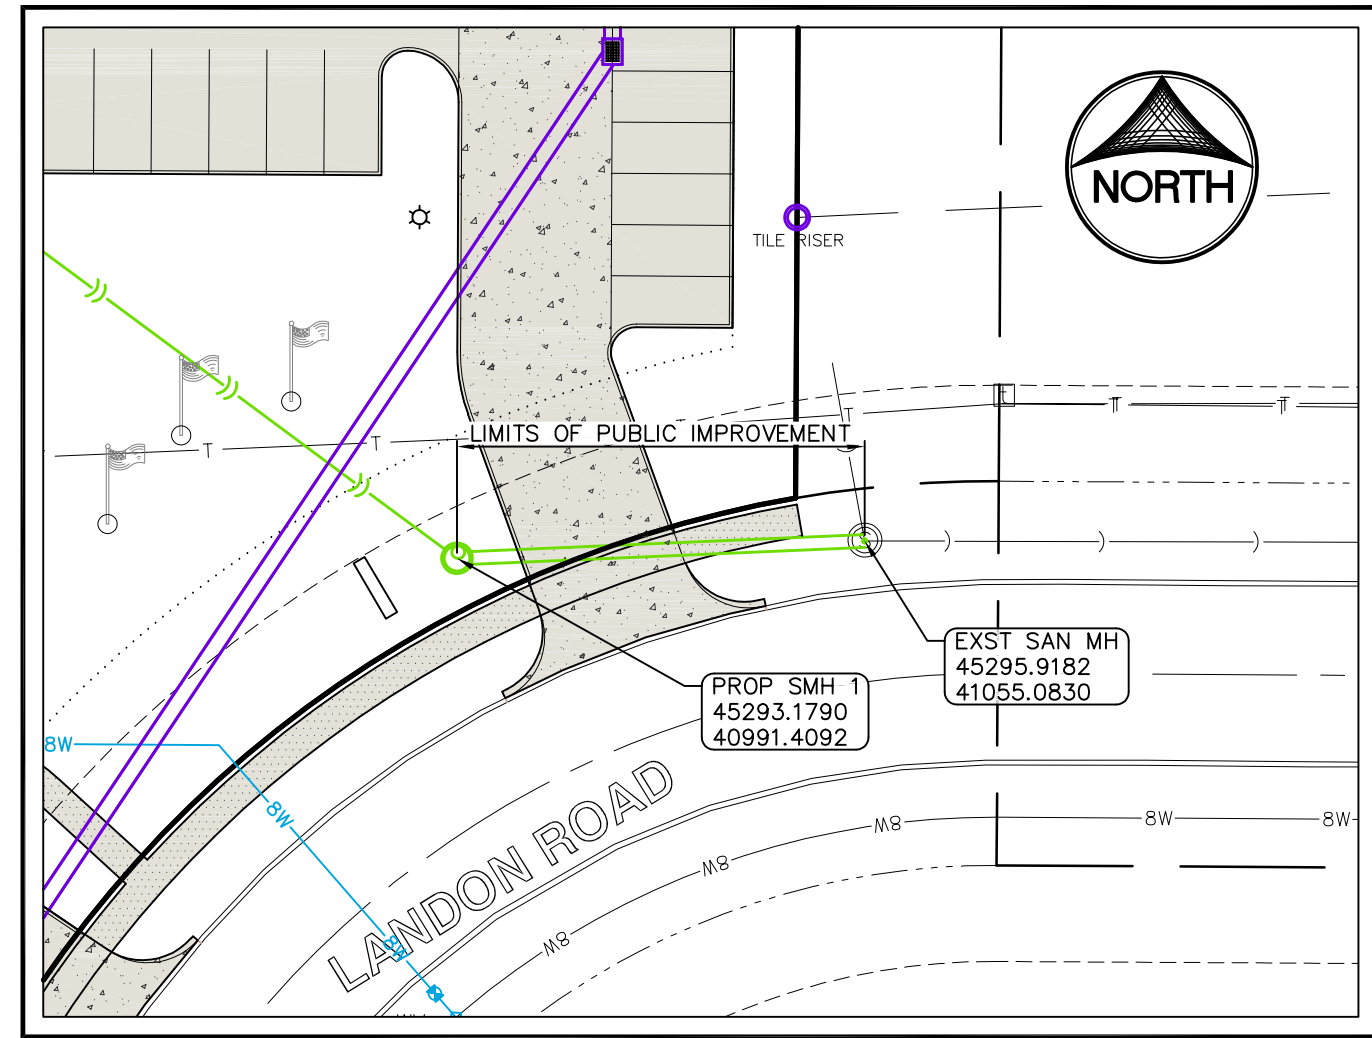 NORTH
TILE RISER
T
T
LIMITS OF PUBLIC IMPROVEMENT
T
t
T
T
EXST SAN MH
45295.9182
41055.0830
PROP SMH 1
45293.1790
40991.4092
8W
8W
8W
LANDON ROAD
8W
8W
8W
8W
8W